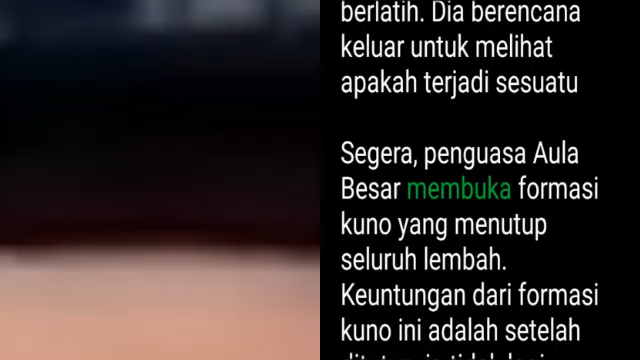 berlatih. Dia berencana
keluar untuk melihat
apakah terjadi sesuatu
Segera, penguasa Aula
Besar membuka formasi
kuno yang menutup
seluruh lembah.
Keuntungan dari formasi
kuno ini adalah setelah